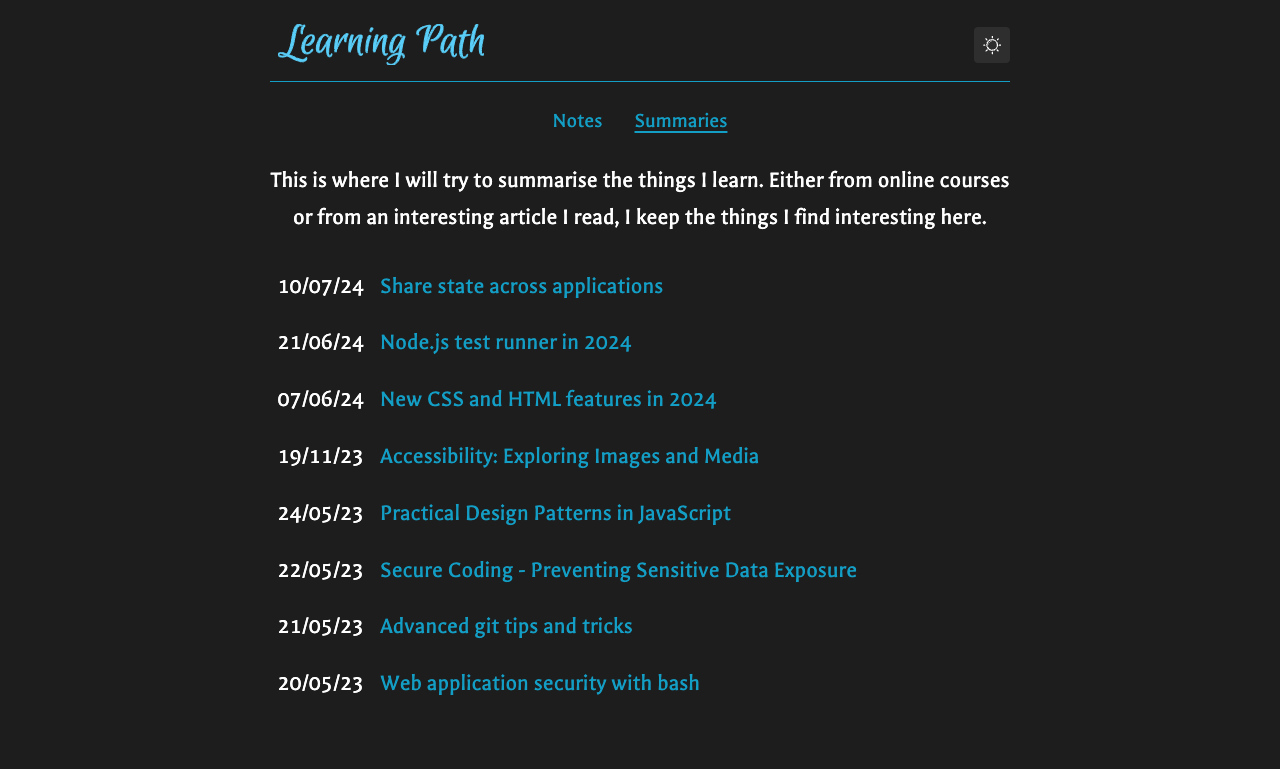 Learning Path
Notes Summaries
This is where I will try to summarise the things I learn. Either from online courses
or from an interesting article I read, I keep the things I find interesting here.
10/07/24 Share state across applications
21/06/24 Node.js test runner in 2024
07/06/24 New CSS and HTML features in 2024
19/11/23 Accessibility: Exploring Images and Media
24/05/23 Practical Design Patterns in JavaScript
22/05/23 Secure Coding - Preventing Sensitive Data Exposure
21/05/23 Advanced git tips and tricks
20/05/23 Web application security with bash